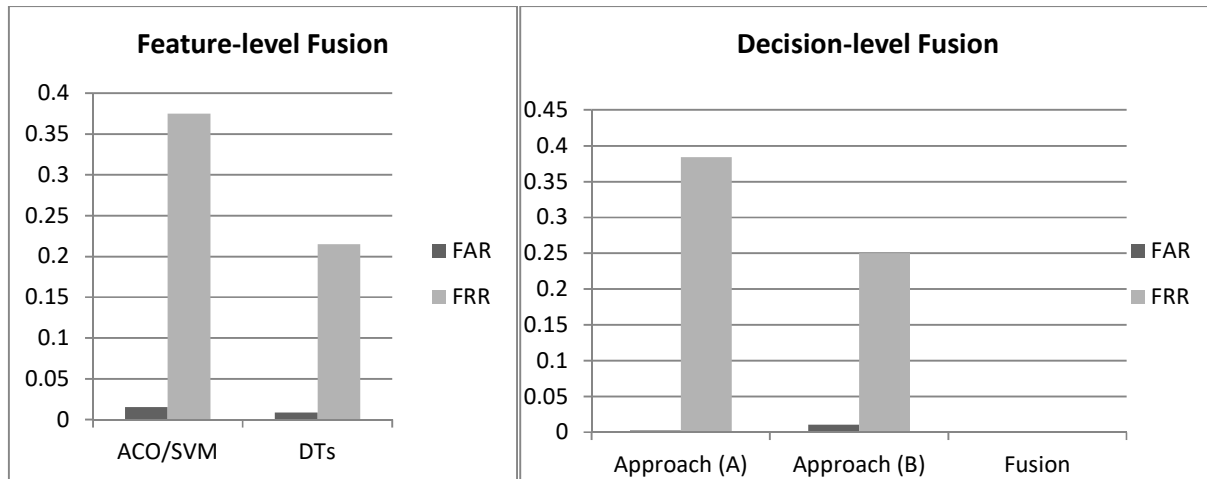 Feature-level Fusion
0.4
0.35
0.3
0.25
0.2
0.15
0.1
0.05
0
ACO/SVM DTs
FAR
FRR
Decision-level Fusion
0.45
0.4
0.35
0.3
0.25
0.2
0.15
0.1
0.05
0
Approach (A) Approach (B) Fusion
FAR
FRR